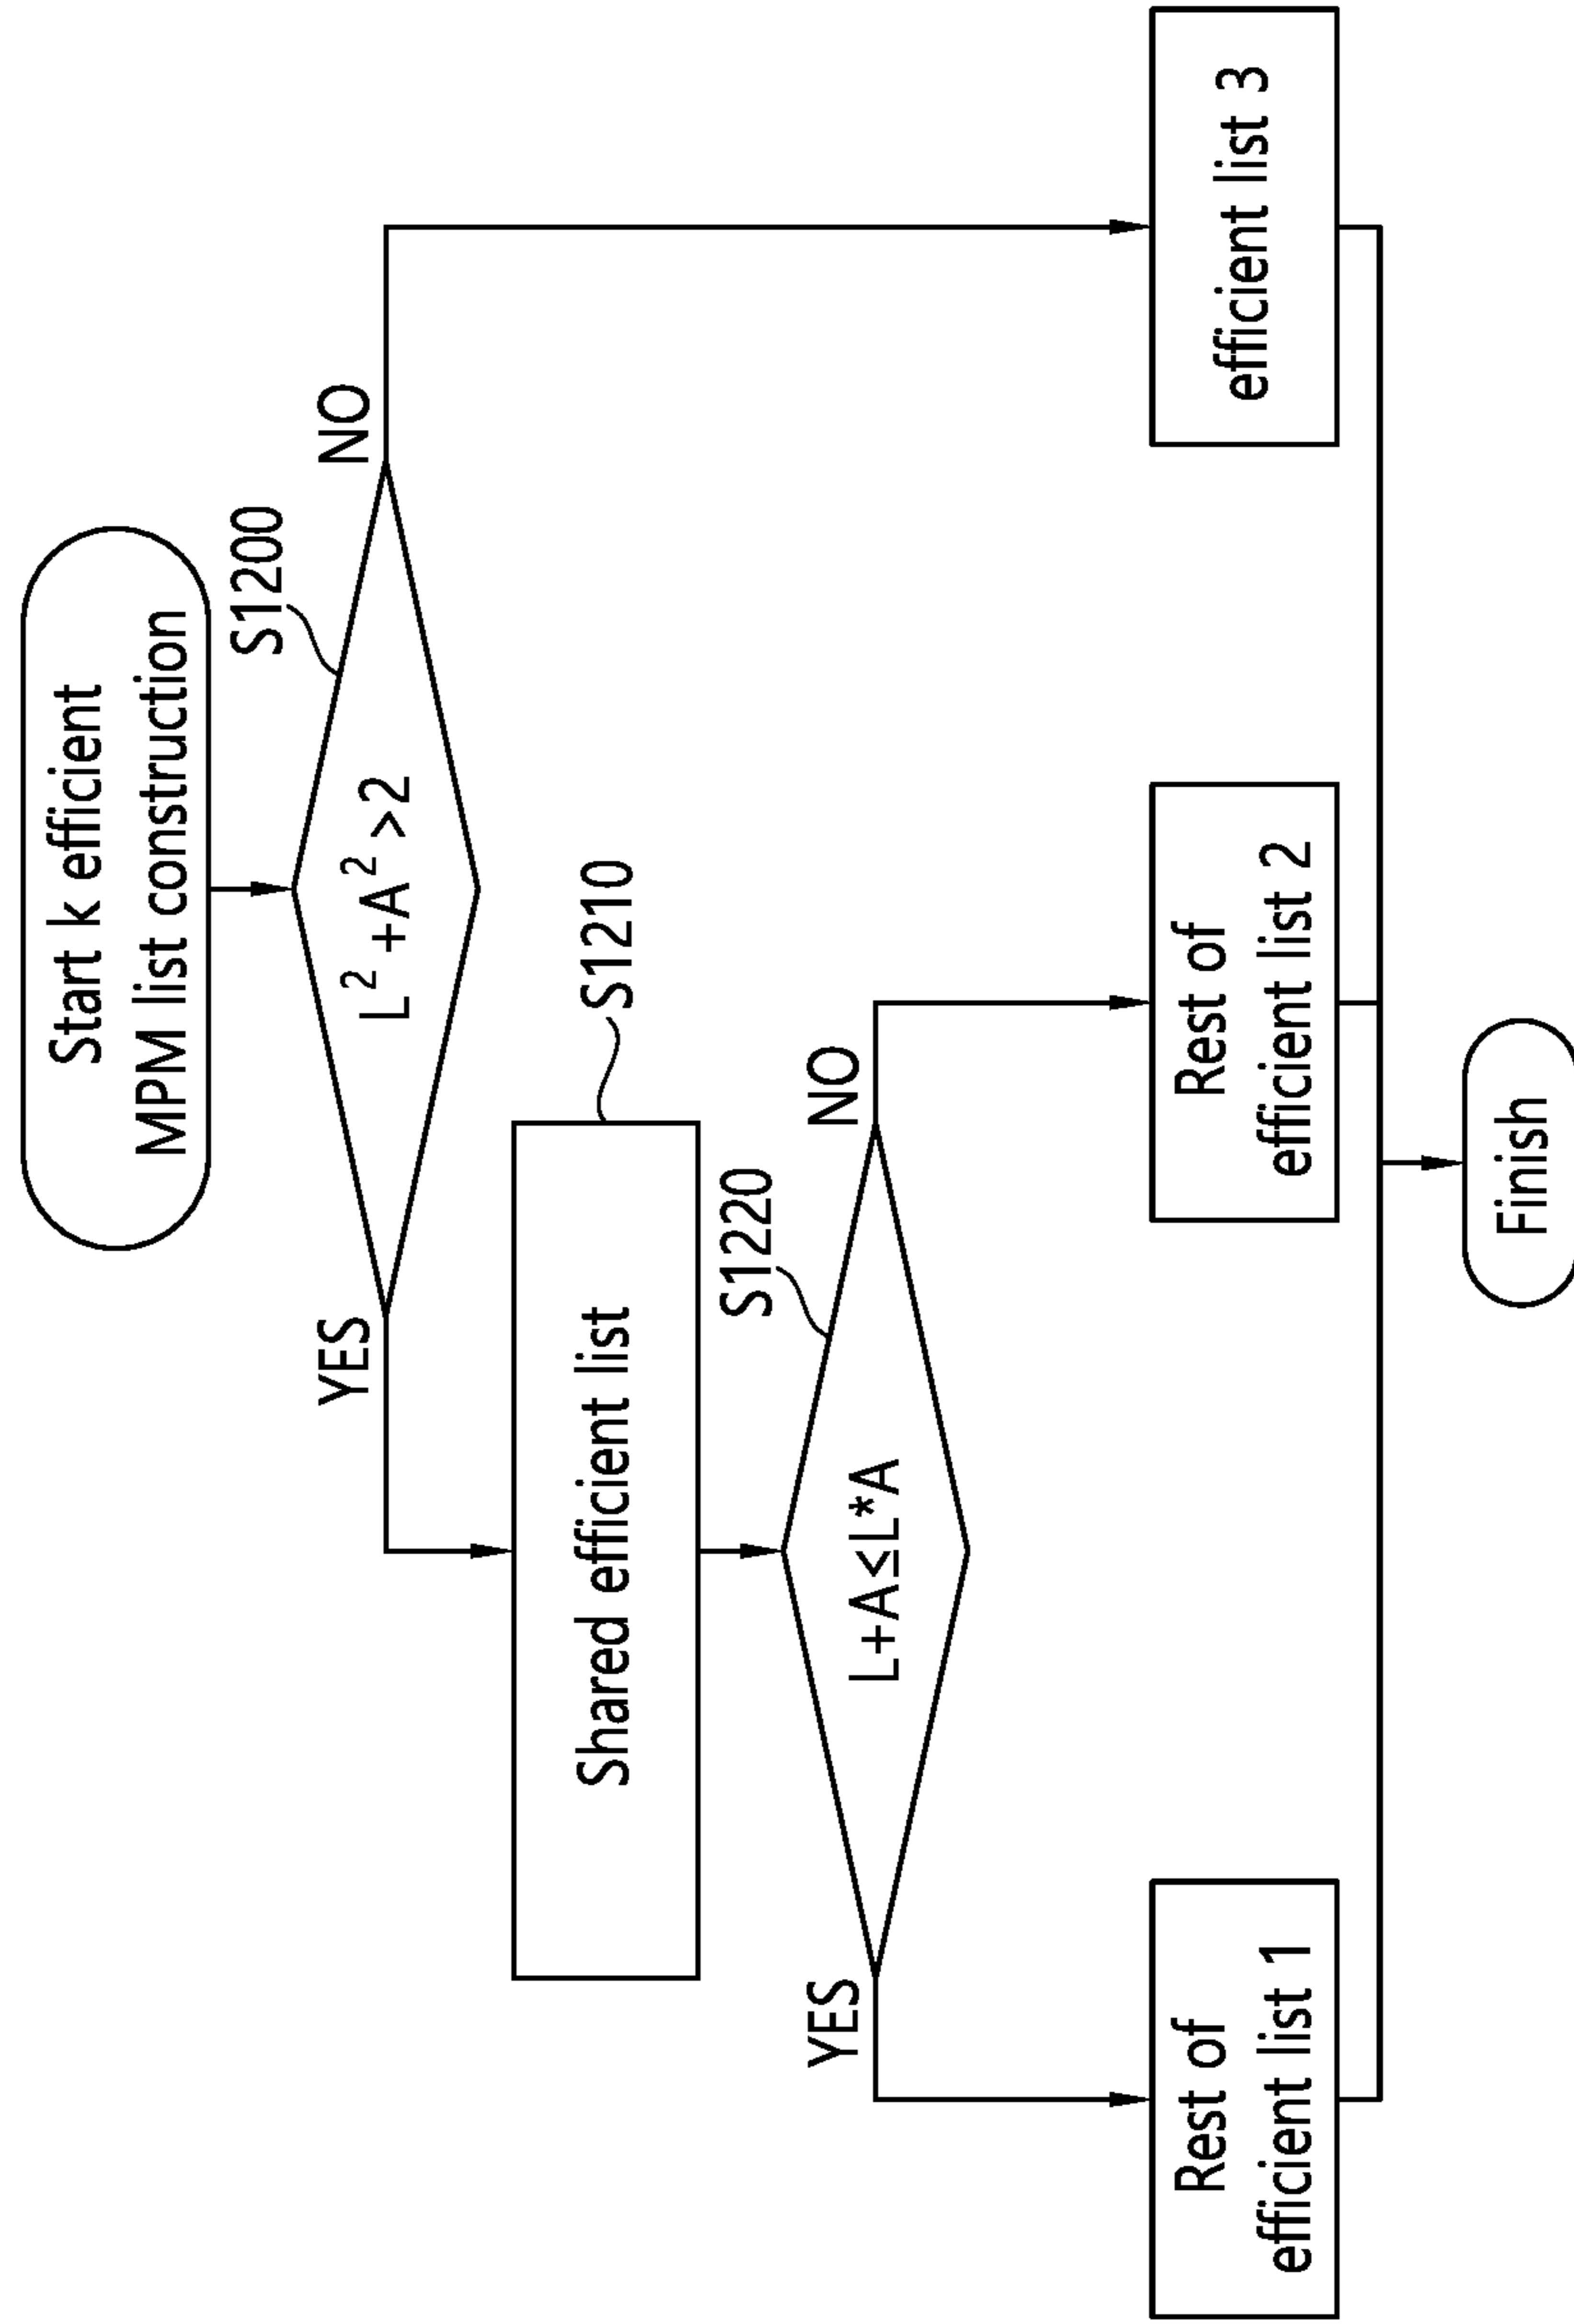 Start k efficient
MPM list construction
S1200
L²+A²>2
YES
NO
S1210
Shared efficient list
S1220
L+A≤L*A
YES
NO
Rest of
efficient list 1
Rest of
efficient list 2
efficient list 3
Finish